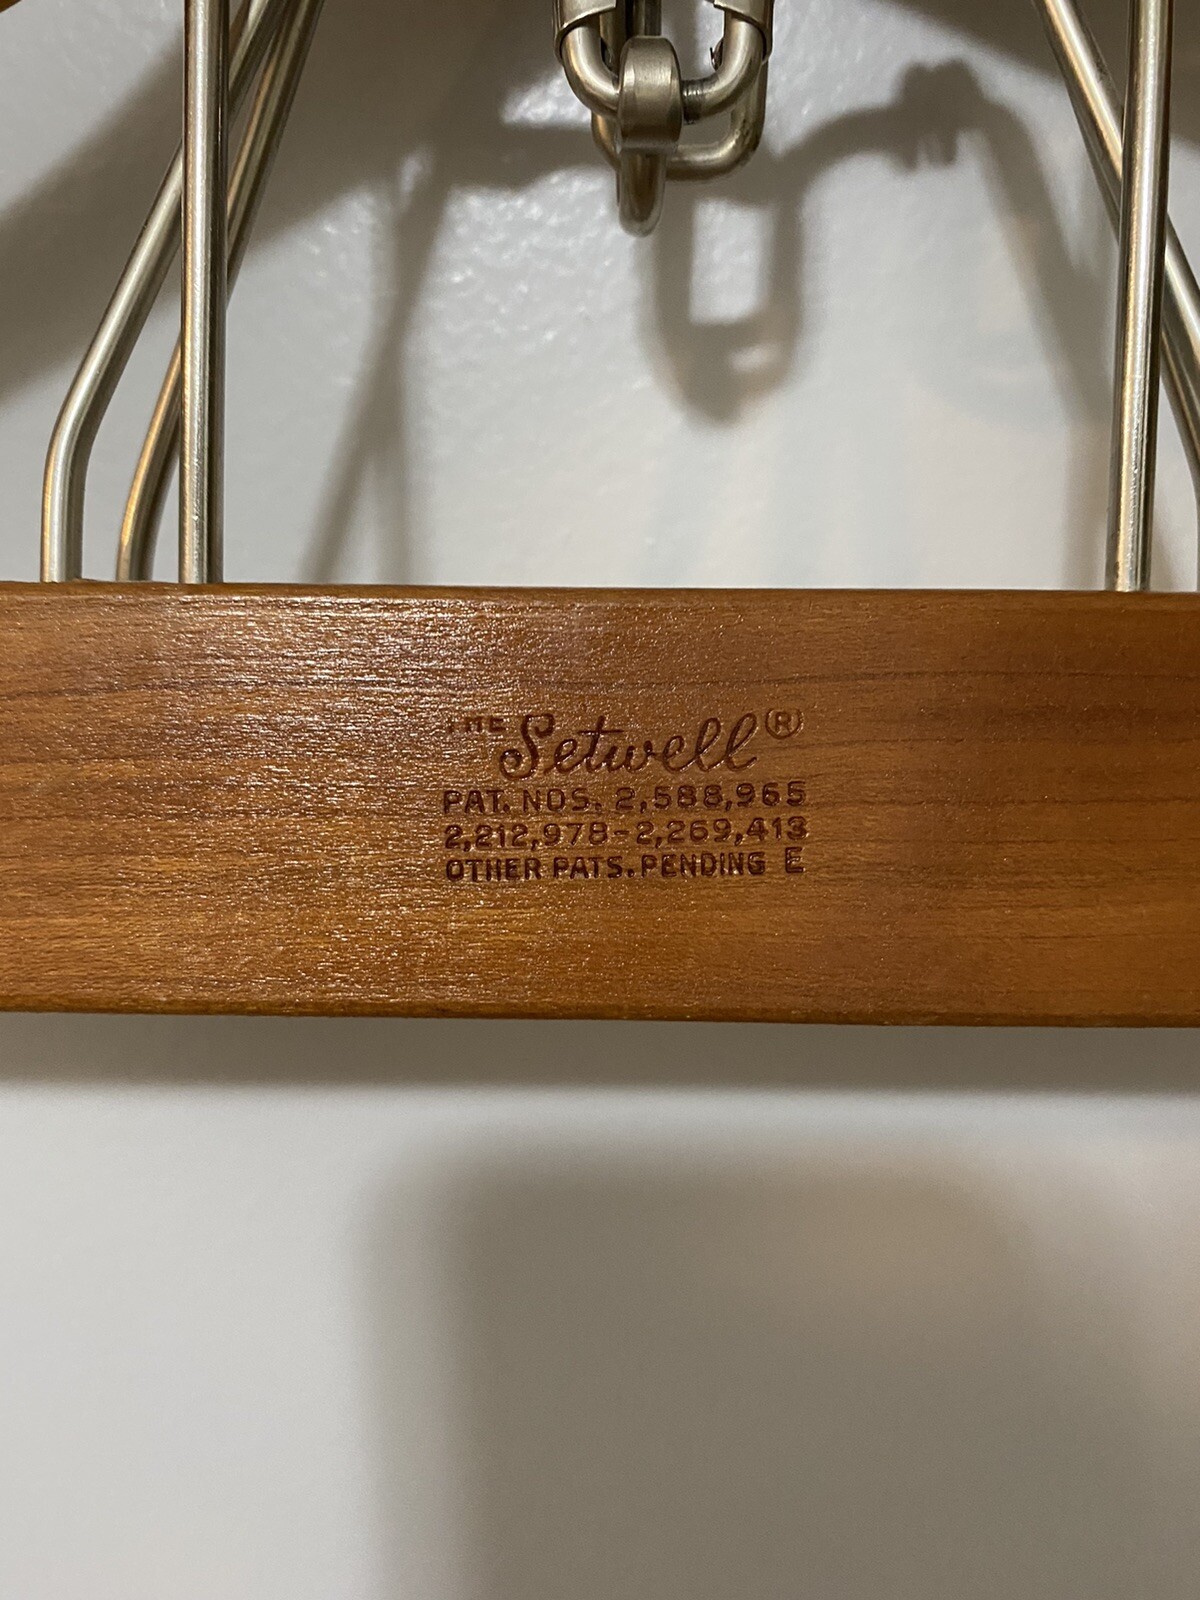 THE Setwell®
PAT. NOS. 2,588,965
2,212,978-2,269,413
OTHER PATS. PENDING E